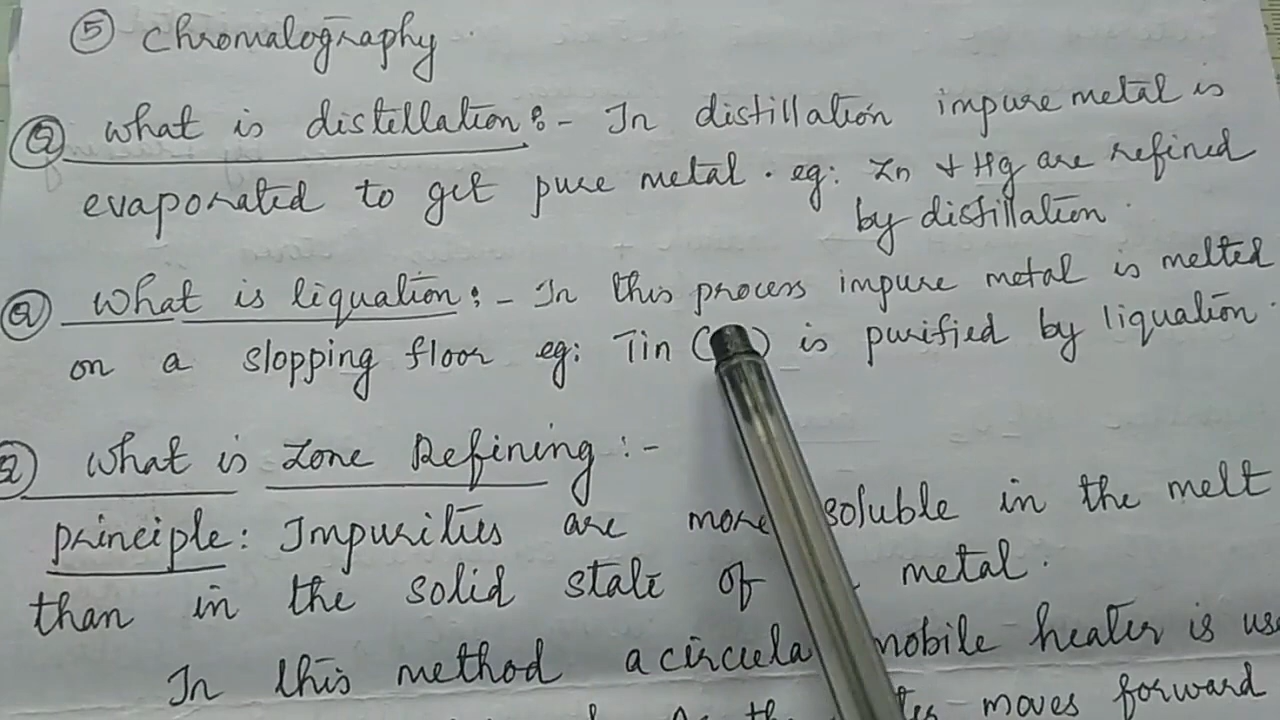 ⑤ Chromalography
Q What is distillation :- In distillation impure metal is
evaporated to get pure metal. eg: Zn & Hg are refined
by distillation.
Q What is liquation :- In this process impure metal is melted
on a slopping floor eg: Tin ( ) is purified by liquation.
Q What is Zone Refining :-
principle: Impurities are more soluble in the melt
than in the solid state of metal.
In this method a circula mobile heater is us
moves forward